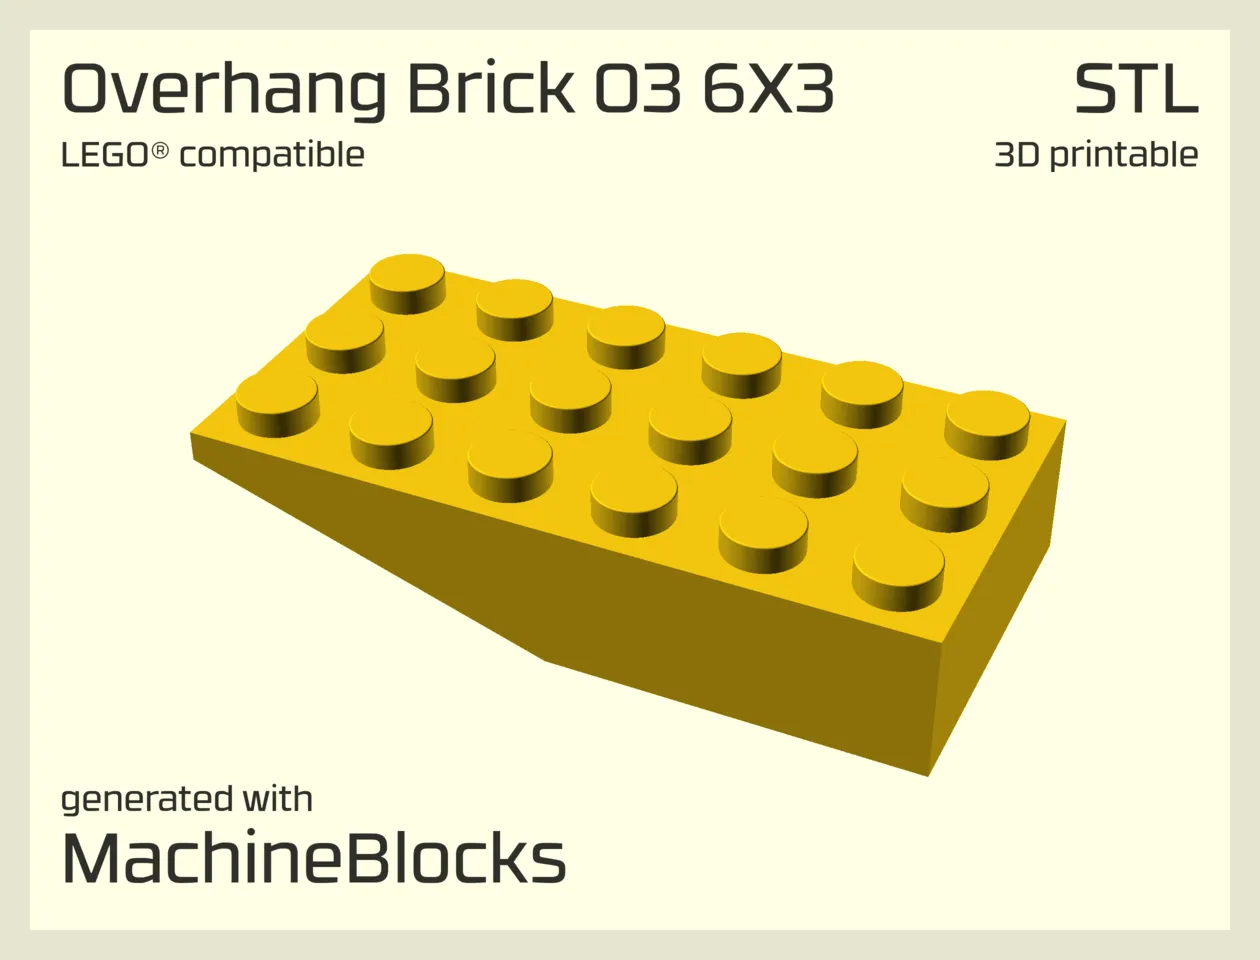 Overhang Brick 03 6X3
STL
LEGO® compatible
3D printable
generated with
MachineBlocks